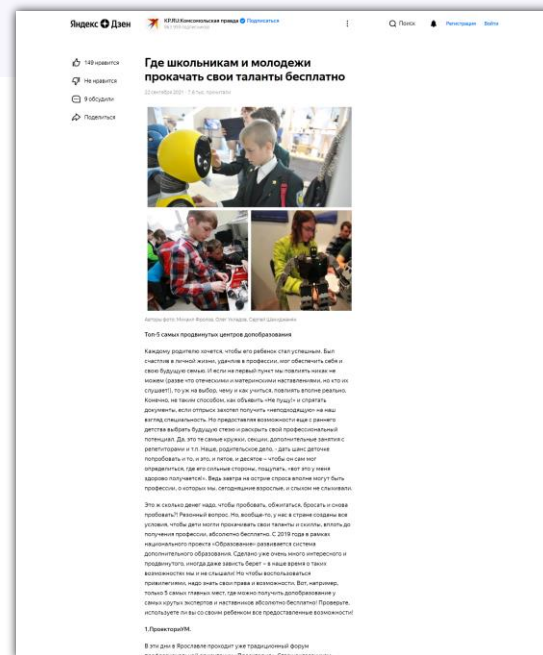 Яндекс Дзен
KP.RU:Комсомольская правда Подписаться
Поиск
Регистрация
Войти
149 нравится
Не нравится
9 обсудили
Поделиться
Где школьникам и молодежи
прокачать свои таланты бесплатно
22 сентября 2021
Топ-5 самых продвинутых центров допобразования
Каждому родителю хочется, чтобы его ребенок стал успешным. Был
счастлив в личной жизни, удачлив в профессии, мог обеспечить себя и
свою будущую семью. И если на первый пункт мы повлиять никак не
можем (разве что отеческими и материнскими наставлениями, но кто их
слушает!), то уж на выбор, чему и как учиться, повлиять вполне реально.
Конечно, не таким способом, как объявить «Не пущу!» и спрятать
документы, если отпрыск захотел получить «неподходящую» на наш
взгляд специальность. Но предоставляя возможности еще с раннего
детства выбрать будущую стезю и раскрыть свой профессиональный
потенциал. Да, это те самые кружки, секции, дополнительные занятия с
репетиторами и т.п. Наше, родительское дело, - дать шанс деточке
попробовать и то, и это, и пятое, и десятое – чтобы он сам мог
определиться, где его сильные стороны, пощупать, «вот это у меня
здорово получается!». Ведь завтра на острие спроса вполне могут быть
профессии, о которых мы, сегодняшние взрослые, и слыхом не слыхивали.
Это ж сколько денег надо, чтобы пробовать, обжигаться, бросать и снова
пробовать?! Резонный вопрос. Но, вообще-то, у нас в стране созданы все
условия, чтобы дети могли прокачивать свои таланты и скиллы, вплоть до
получения профессии, абсолютно бесплатно. С 2019 года в рамках
национального проекта «Образование» развивается система
дополнительного образования. Сделано уже очень много интересного и
продвинутого, иногда даже зависть берет – в наше время о таких
возможностях мы и не слышали! Но чтобы воспользоваться
привилегиями, надо знать свои права и возможности. Вот, например,
только 5 самых главных мест, где можно получить допобразование у
самых крутых экспертов и наставников абсолютно бесплатно! Проверьте,
используете ли вы со своим ребенком все предоставленные возможности!
1.ПроекториУМ.
В эти дни в Ярославле проходит уже традиционный форум